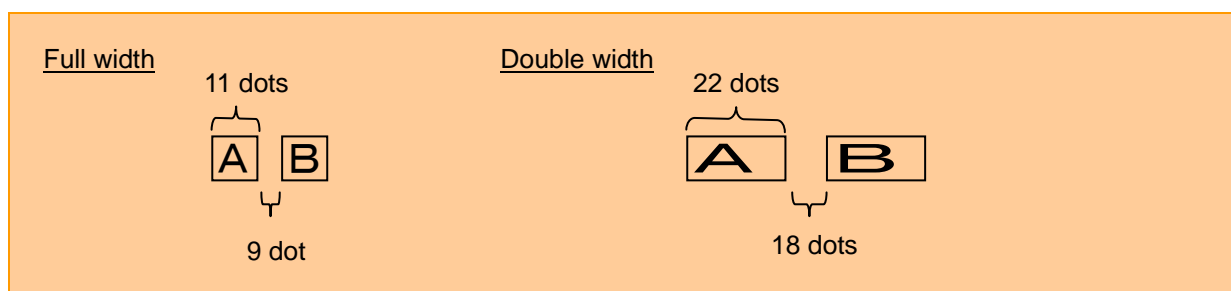 Full width
Double width
11 dots
22 dots
A B
A B
9 dot
18 dots